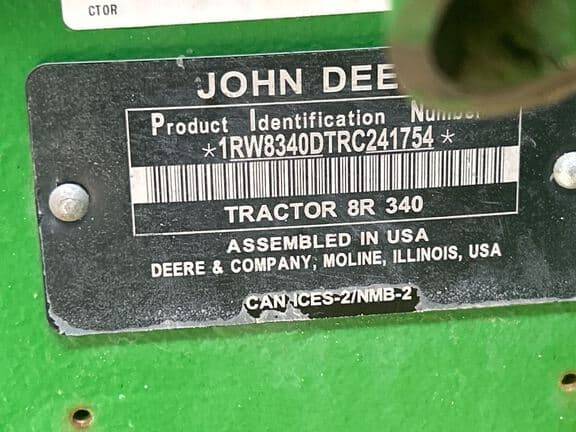 CTOR
JOHN DEE
Product Identification Number
*1RW8340DTRC241754*
TRACTOR 8R 340
ASSEMBLED IN USA
DEERE & COMPANY, MOLINE, ILLINOIS, USA
CAN ICES-2/NMB-2